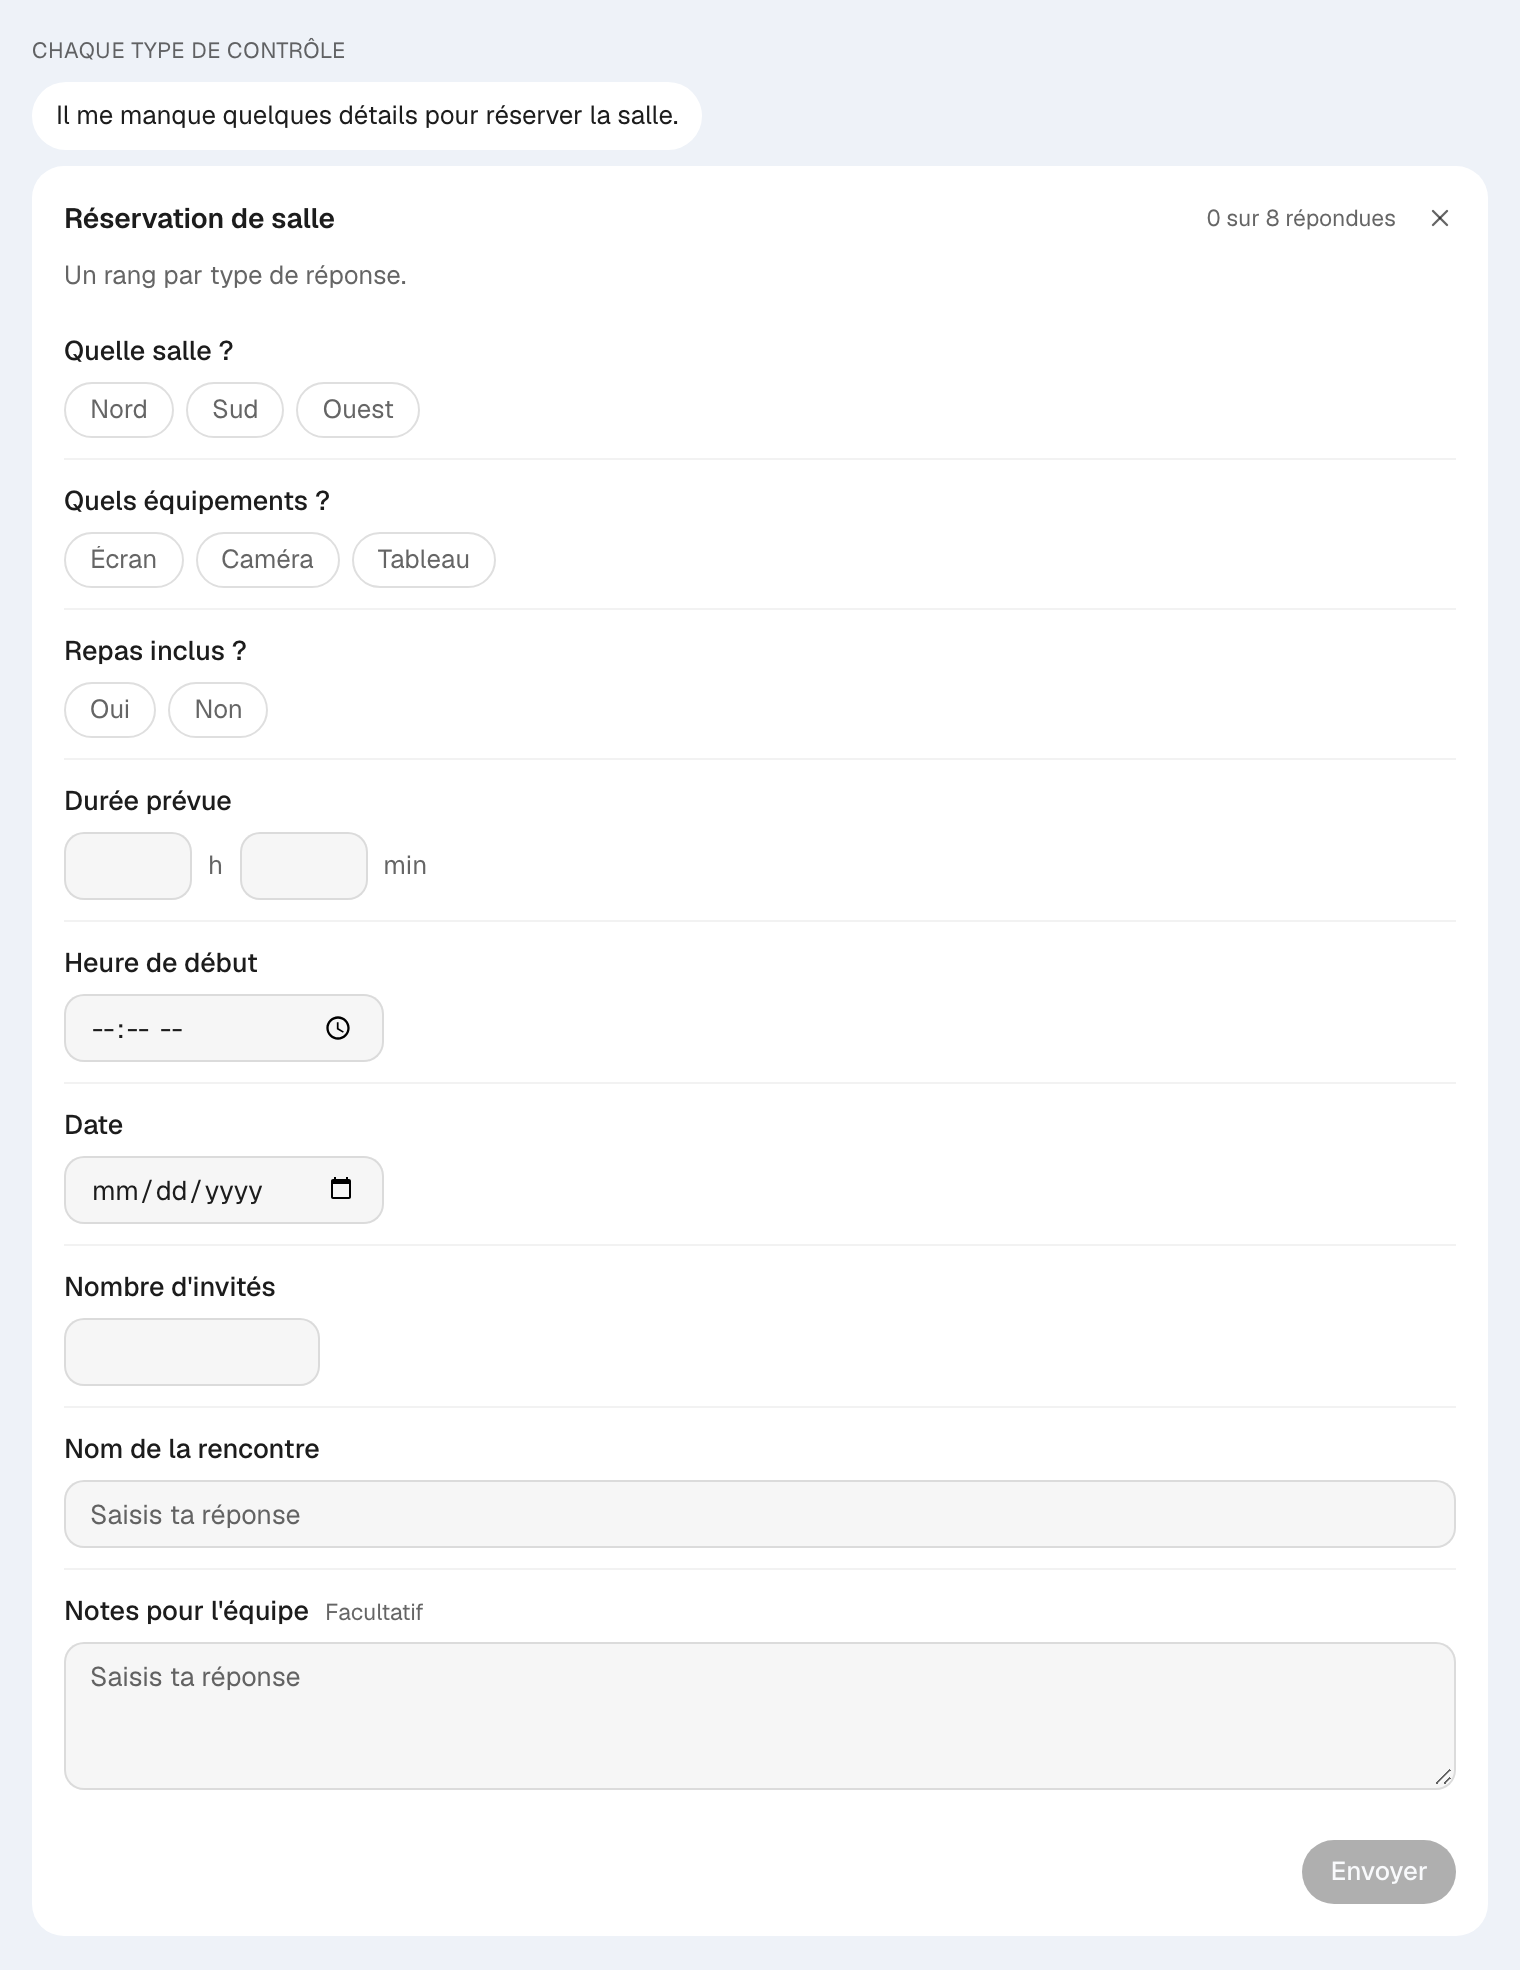 CHAQUE TYPE DE CONTRÔLE
Il me manque quelques détails pour réserver la salle.
Réservation de salle
0 sur 8 répondues
Un rang par type de réponse.
Quelle salle ?
Nord Sud Ouest
Quels équipements ?
Écran Caméra Tableau
Repas inclus ?
Oui Non
Durée prévue
h min
Heure de début
--:-- --
Date
mm/dd/yyyy
Nombre d'invités
Nom de la rencontre
Saisis ta réponse
Notes pour l'équipe Facultatif
Saisis ta réponse
Envoyer